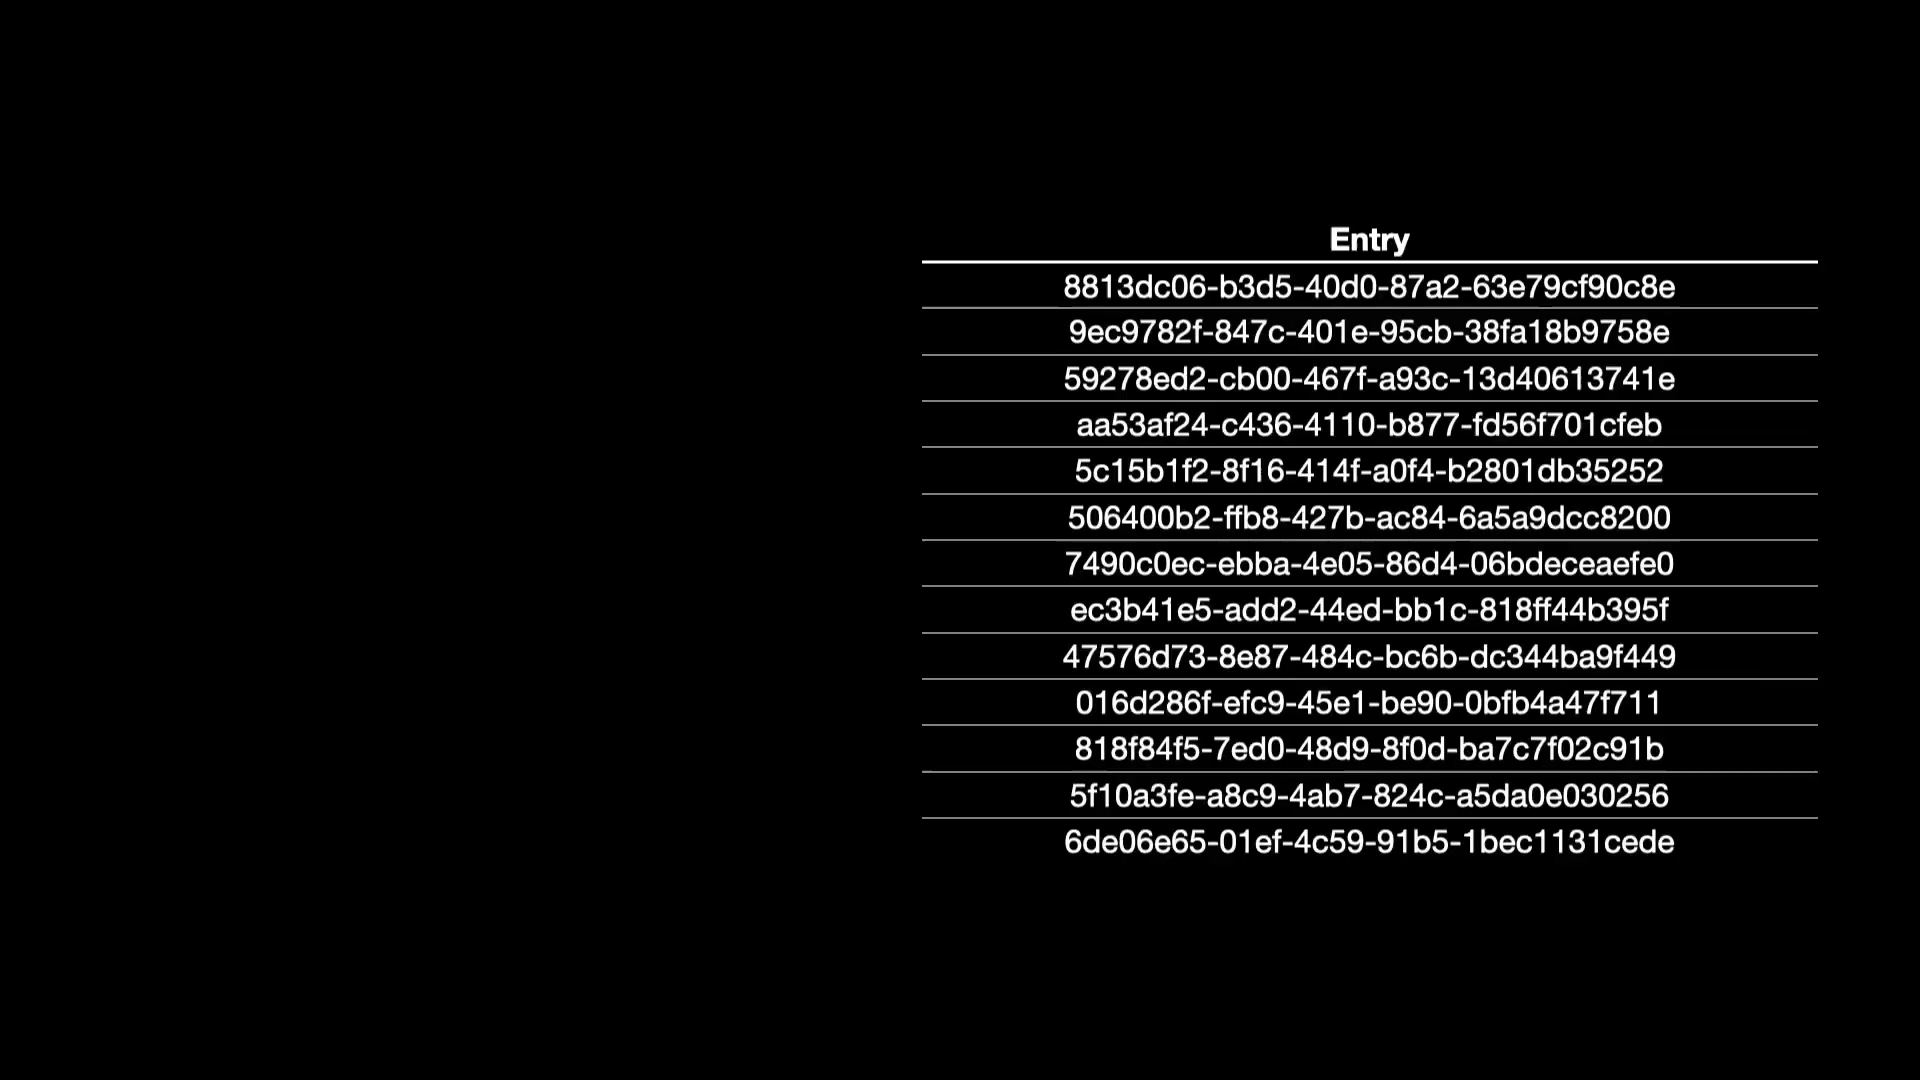 Entry
8813dc06-b3d5-40d0-87a2-63e79cf90c8e
9ec9782f-847c-401e-95cb-38fa18b9758e
59278ed2-cb00-467f-a93c-13d40613741e
aa53af24-c436-4110-b877-fd56f701cfeb
5c15b1f2-8f16-414f-a0f4-b2801db35252
506400b2-ffb8-427b-ac84-6a5a9dcc8200
7490c0ec-ebba-4e05-86d4-06bdeceaefe0
ec3b41e5-add2-44ed-bb1c-818ff44b395f
47576d73-8e87-484c-bc6b-dc344ba9f449
016d286f-efc9-45e1-be90-0bfb4a47f711
818f84f5-7ed0-48d9-8f0d-ba7c7f02c91b
5f10a3fe-a8c9-4ab7-824c-a5da0e030256
6de06e65-01ef-4c59-91b5-1bec1131cede